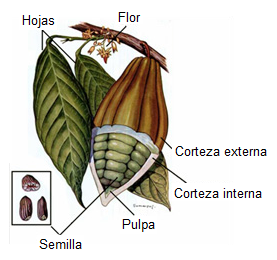 Hojas
Flor
Corteza externa
Corteza interna
Pulpa
Semilla